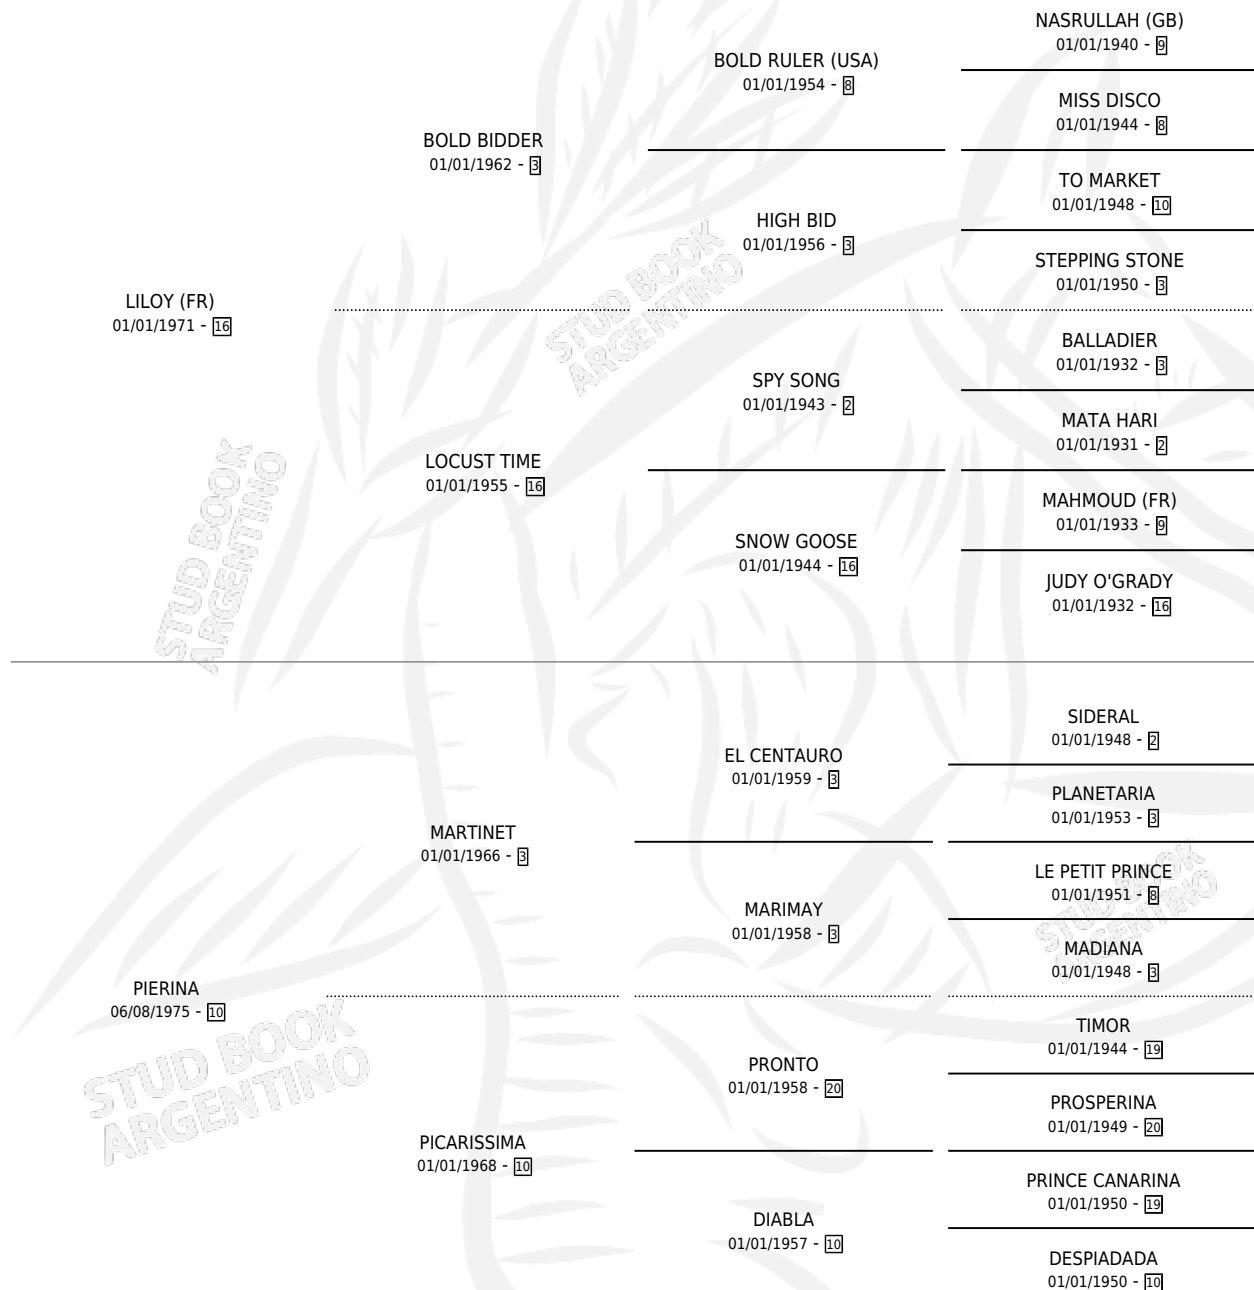 NASRULLAH (GB)
01/01/1940 - 9
BOLD RULER (USA)
01/01/1954 - 8
MISS DISCO
01/01/1944 - 8
BOLD BIDDER
01/01/1962 - 3
TO MARKET
01/01/1948 - 10
HIGH BID
01/01/1956 - 3
STEPPING STONE
01/01/1950 - 3
LILOY (FR)
01/01/1971 - 16
BALLADIER
01/01/1932 - 3
SPY SONG
01/01/1943 - 2
MATA HARI
01/01/1931 - 2
LOCUST TIME
01/01/1955 - 16
MAHMOUD (FR)
01/01/1933 - 9
SNOW GOOSE
01/01/1944 - 16
JUDY O'GRADY
01/01/1932 - 16
SIDERAL
01/01/1948 - 2
EL CENTAURO
01/01/1959 - 3
PLANETARIA
01/01/1953 - 3
MARTINET
01/01/1966 - 3
LE PETIT PRINCE
01/01/1951 - 8
MARIMAY
01/01/1958 - 3
MADIANA
01/01/1948 - 3
PIERINA
06/08/1975 - 10
TIMOR
01/01/1944 - 19
PRONTO
01/01/1958 - 20
PROSPERINA
01/01/1949 - 20
PICARISSIMA
01/01/1968 - 10
PRINCE CANARINA
01/01/1950 - 19
DIABLA
01/01/1957 - 10
DESPIADADA
01/01/1950 - 10
STUD BOOK
ARGENTINO
STUD BOOK
ARGENTINO
STUD BOOK
ARGENTINO
STUD BOOK
ARGENTINO